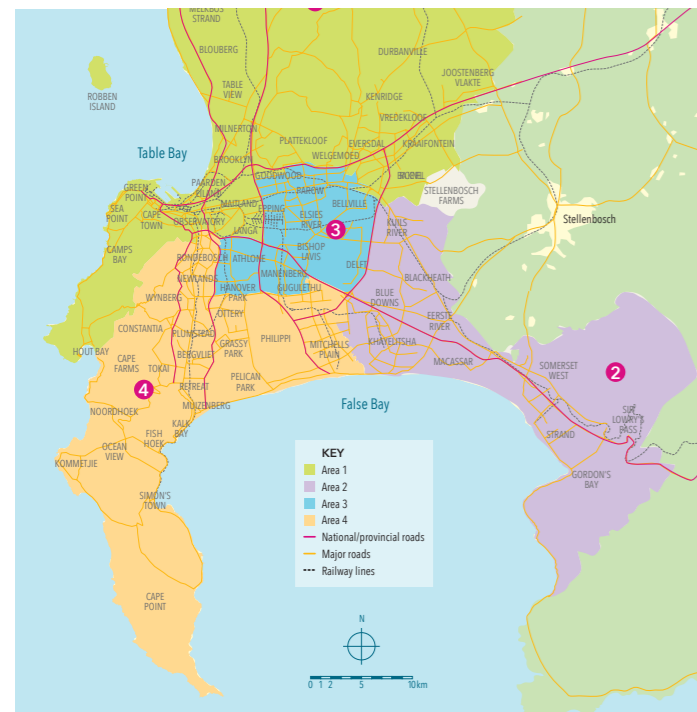 MELKBOS
STRAND
BLOUBERG
DURBANVILLE
JOOSTENBERG
VLAKTE
TABLE
VIEW
ROBBEN
ISLAND
KENRIDGE
VREDEKLOOF
MILNERTON
PLATTEKLOOF
EVERSDAL
KRAAIFONTEIN
Table Bay
BROOKLYN
WELGEMOED
GOODWOOD
GREEN
POINT
PAARDEN
EILAND
PAROW
STELLENBOSCH
FARMS
SEA
POINT
CAPE
TOWN
MAITLAND
EPPING
BELLVILLE
OBSERVATORY
ELSIES
RIVER
KUILS
RIVER
Stellenbosch
LANGA
3
CAMPS
BAY
RONDEBOSCH
ATHLONE
BISHOP
LAVIS
DELFT
NEWLANDS
MANENBERG
BLACKHEATH
HANOVER
PARK
GUGULETHU
BLUE
DOWNS
WYNBERG
OTTERY
EERSTE
RIVER
CONSTANTIA
PLUMSTEAD
GRASSY
PARK
PHILIPPI
MITCHELLS
PLAIN
KHAYELITSHA
HOUT BAY
CAPE
FARMS
TOKAI
BERGVLIET
MACASSAR
SOMERSET
WEST
2
4
RETREAT
PELICAN
PARK
NOORDHOEK
MUIZENBERG
False Bay
SIR
LOWRY'S
PASS
KALK
BAY
FISH
HOEK
STRAND
OCEAN
VIEW
KOMMETJIE
GORDON'S
BAY
SIMON'S
TOWN
CAPE
POINT
KEY
Area 1
Area 2
Area 3
Area 4
National/provincial roads
Major roads
Railway lines
N
0 1 2 5 10km